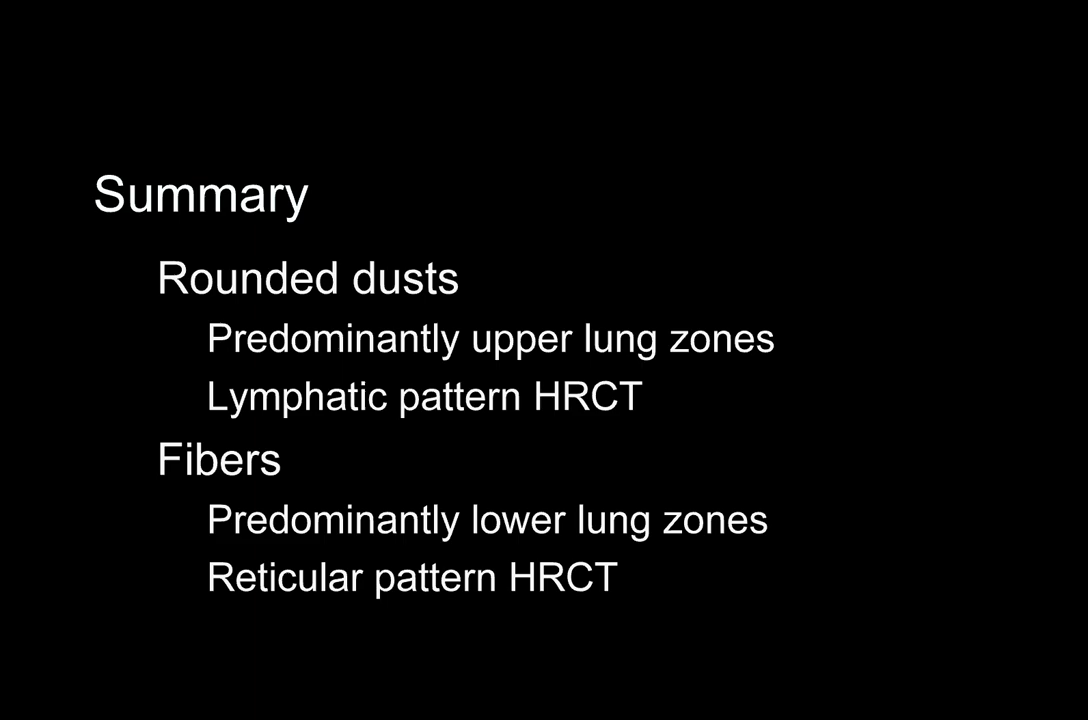 Summary
Rounded dusts
Predominantly upper lung zones
Lymphatic pattern HRCT
Fibers
Predominantly lower lung zones
Reticular pattern HRCT